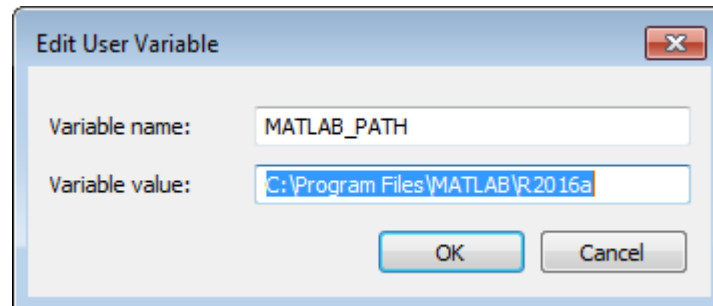 Edit User Variable
Variable name: MATLAB_PATH
Variable value: C:\Program Files\MATLAB\R2016a
OK Cancel